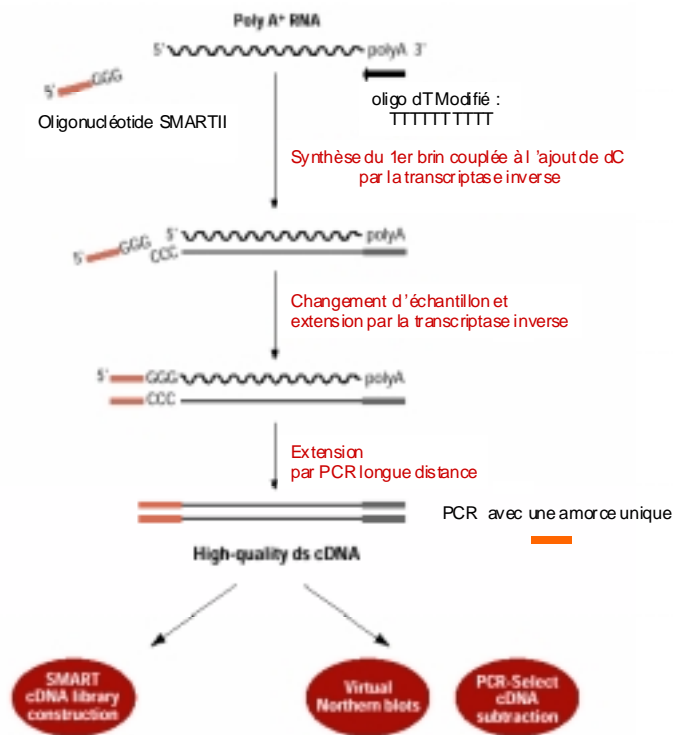 Poly A+ RNA
5' polyA 3'
5' GGG
Oligonucléotide SMARTII
oligo dT Modifié :
TTTTTTTTTT
Synthèse du 1er brin couplée à l 'ajout de dC
par la transcriptase inverse
5' polyA
5' GGG CCC
Changement d 'échantillon et
extension par la transcriptase inverse
5' GGG polyA
CCC
Extension
par PCR longue distance
PCR avec une amorce unique
High-quality ds cDNA
SMART
cDNA library
construction
Virtual
Northern blots
PCR-Select
cDNA
subtraction